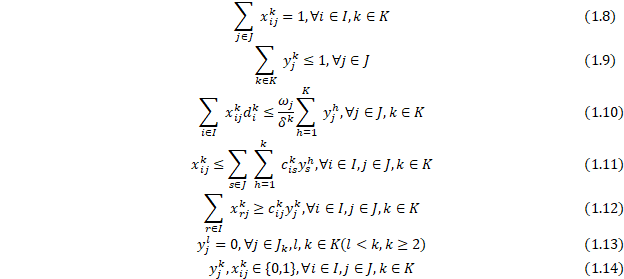 ∑_{j∈J} x_{ij}^k = 1, ∀i ∈ I, k ∈ K (1.8)
∑_{k∈K} y_j^k ≤ 1, ∀j ∈ J (1.9)
∑_{i∈I} x_{ij}^k d_i^k ≤ ω_j/δ^k ∑_{h=1}^K y_j^h, ∀j ∈ J, k ∈ K (1.10)
x_{ij}^k ≤ ∑_{s∈J} ∑_{h=1}^k c_{is}^k y_s^h, ∀i ∈ I, j ∈ J, k ∈ K (1.11)
∑_{r∈I} x_{rj}^k ≥ c_{ij}^k y_j^k, ∀i ∈ I, j ∈ J, k ∈ K (1.12)
y_j^l = 0, ∀j ∈ J_k, l, k ∈ K(l < k, k ≥ 2) (1.13)
y_j^k, x_{ij}^k ∈ {0,1}, ∀i ∈ I, j ∈ J, k ∈ K (1.14)